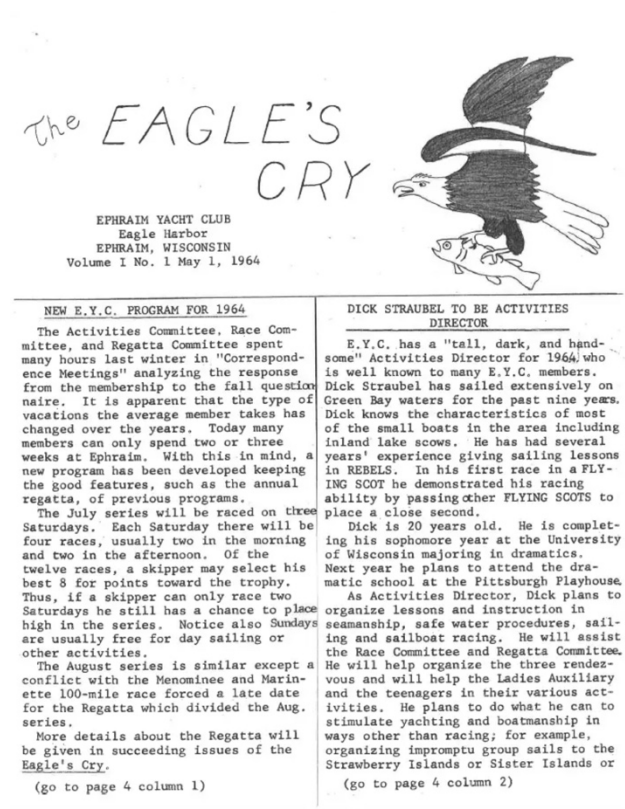 The EAGLE'S
CRY
EPHRAIM YACHT CLUB
Eagle Harbor
EPHRAIM, WISCONSIN
Volume I No. 1 May 1, 1964
NEW E.Y.C. PROGRAM FOR 1964
The Activities Committee, Race Com-
mittee, and Regatta Committee spent
many hours last winter in "Correspond-
ence Meetings" analyzing the response
from the membership to the fall question
naire. It is apparent that the type of
vacations the average member takes has
changed over the years. Today many
members can only spend two or three
weeks at Ephraim. With this in mind, a
new program has been developed keeping
the good features, such as the annual
regatta, of previous programs.
The July series will be raced on three
Saturdays. Each Saturday there will be
four races, usually two in the morning
and two in the afternoon. Of the
twelve races, a skipper may select his
best 8 for points toward the trophy.
Thus, if a skipper can only race two
Saturdays he still has a chance to place
high in the series. Notice also Sundays
are usually free for day sailing or
other activities.
The August series is similar except a
conflict with the Menominee and Marin-
ette 100-mile race forced a late date
for the Regatta which divided the Aug.
series.
More details about the Regatta will
be given in succeeding issues of the
Eagle's Cry.
(go to page 4 column 1)
DICK STRAUBEL TO BE ACTIVITIES
DIRECTOR
E.Y.C. has a "tall, dark, and hand-
some" Activities Director for 1964, who
is well known to many E.Y.C. members.
Dick Straubel has sailed extensively on
Green Bay waters for the past nine years.
Dick knows the characteristics of most
of the small boats in the area including
inland lake scows. He has had several
years' experience giving sailing lessons
in REBELS. In his first race in a FLY-
ING SCOT he demonstrated his racing
ability by passing other FLYING SCOTS to
place a close second.
Dick is 20 years old. He is complet-
ing his sophomore year at the University
of Wisconsin majoring in dramatics.
Next year he plans to attend the dra-
matic school at the Pittsburgh Playhouse.
As Activities Director, Dick plans to
organize lessons and instruction in
seamanship, safe water procedures, sail-
ing and sailboat racing. He will assist
the Race Committee and Regatta Committee.
He will help organize the three rendez-
vous and will help the Ladies Auxiliary
and the teenagers in their various act-
ivities. He plans to do what he can to
stimulate yachting and boatmanship in
ways other than racing; for example,
organizing impromptu group sails to the
Strawberry Islands or Sister Islands or
(go to page 4 column 2)